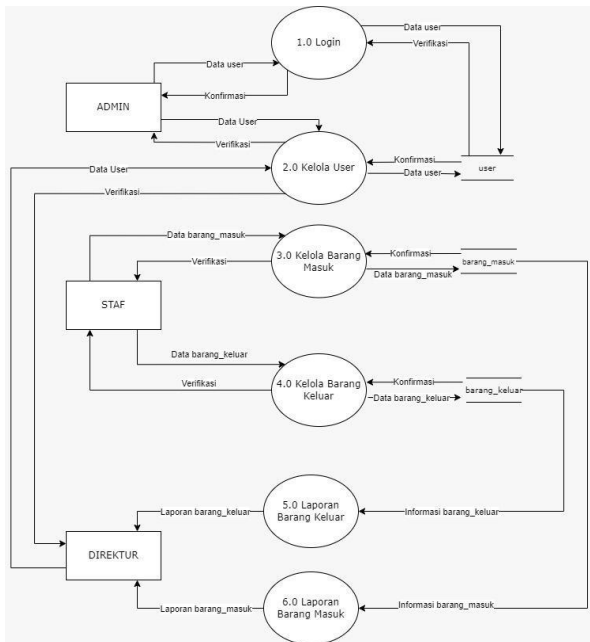 Data user
1.0 Login
Verifikasi
Data user
Konfirmasi
ADMIN
Data User
Verifikasi
Konfirmasi
Data User
2.0 Kelola User
user
Data user
Verifikasi
Data barang_masuk
3.0 Kelola Barang
Masuk
Konfirmasi
Verifikasi
barang_masuk
Data barang_masuk
STAF
Data barang_keluar
Verifikasi
4.0 Kelola Barang
Keluar
Konfirmasi
barang_keluar
Data barang_keluar
Laporan barang_keluar
5.0 Laporan
Barang Keluar
Informasi barang_keluar
DIREKTUR
Laporan barang_masuk
6.0 Laporan
Barang Masuk
Informasi barang_masuk